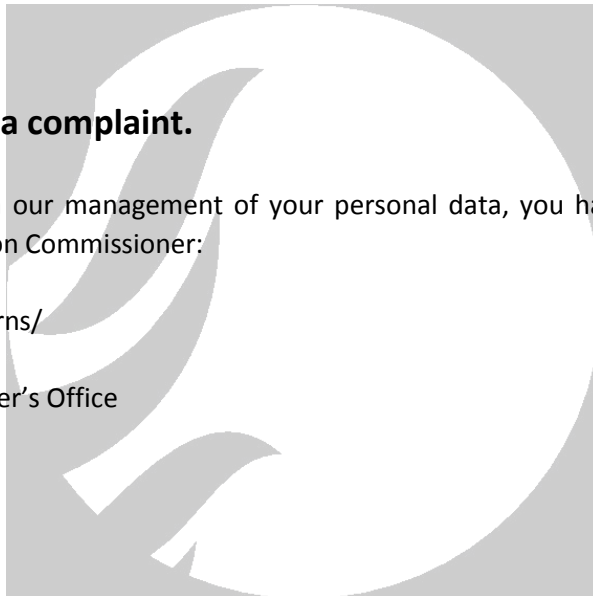 a complaint.
our management of your personal data, you ha
on Commissioner:
rns/
er’s Office